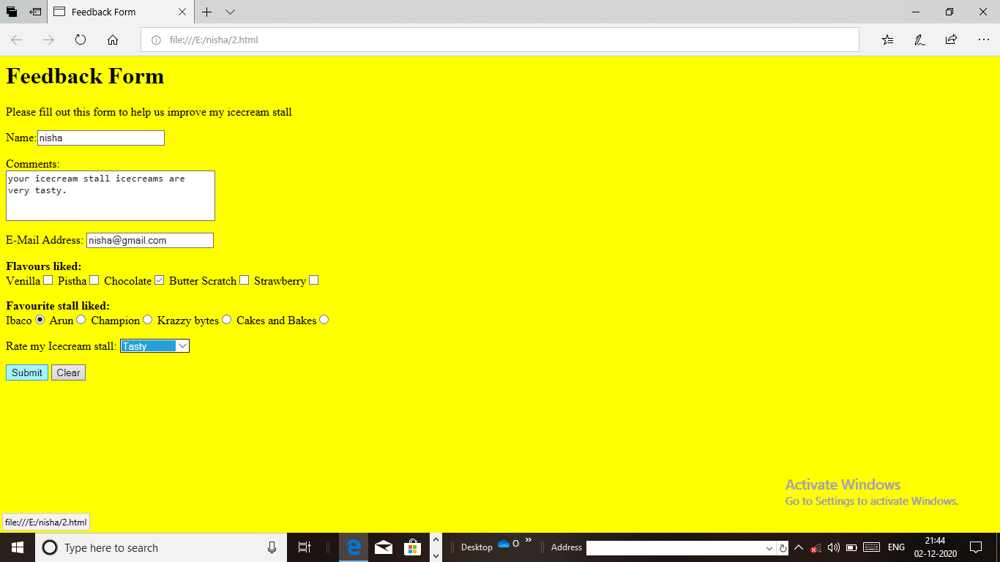 Feedback Form
file:///E:/nisha/2.html
Feedback Form
Please fill out this form to help us improve my icecream stall
Name: nisha
Comments:
your icecream stall icecreams are
very tasty.
E-Mail Address: nisha@gmail.com
Flavours liked:
Venilla Pistha Chocolate Butter Scratch Strawberry
Favourite stall liked:
Ibaco Arun Champion Krazzy bytes Cakes and Bakes
Rate my Icecream stall: Tasty
Submit Clear
Activate Windows
Go to Settings to activate Windows.
file:///E:/nisha/2.html
Type here to search Desktop O Address ENG 21:44
02-12-2020